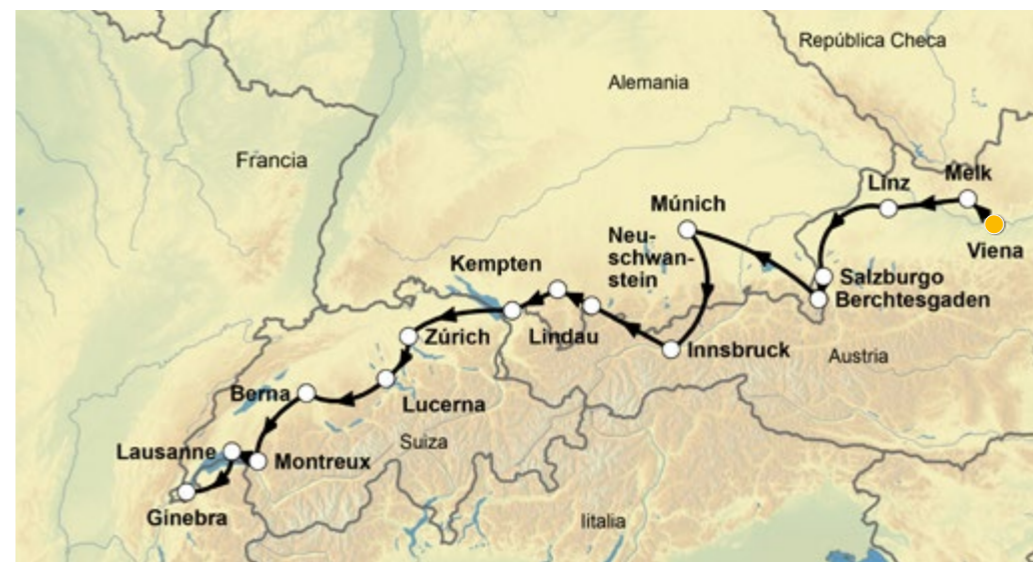 República Checa
Alemania
Francia
Melk
Linz
Viena
Múnich
Neu-
schwan-
stein
Kempten
Salzburgo
Berchtesgaden
Zúrich
Lindau
Innsbruck
Austria
Berna
Lucerna
Suiza
Lausanne
Montreux
Ginebra
Iitalia